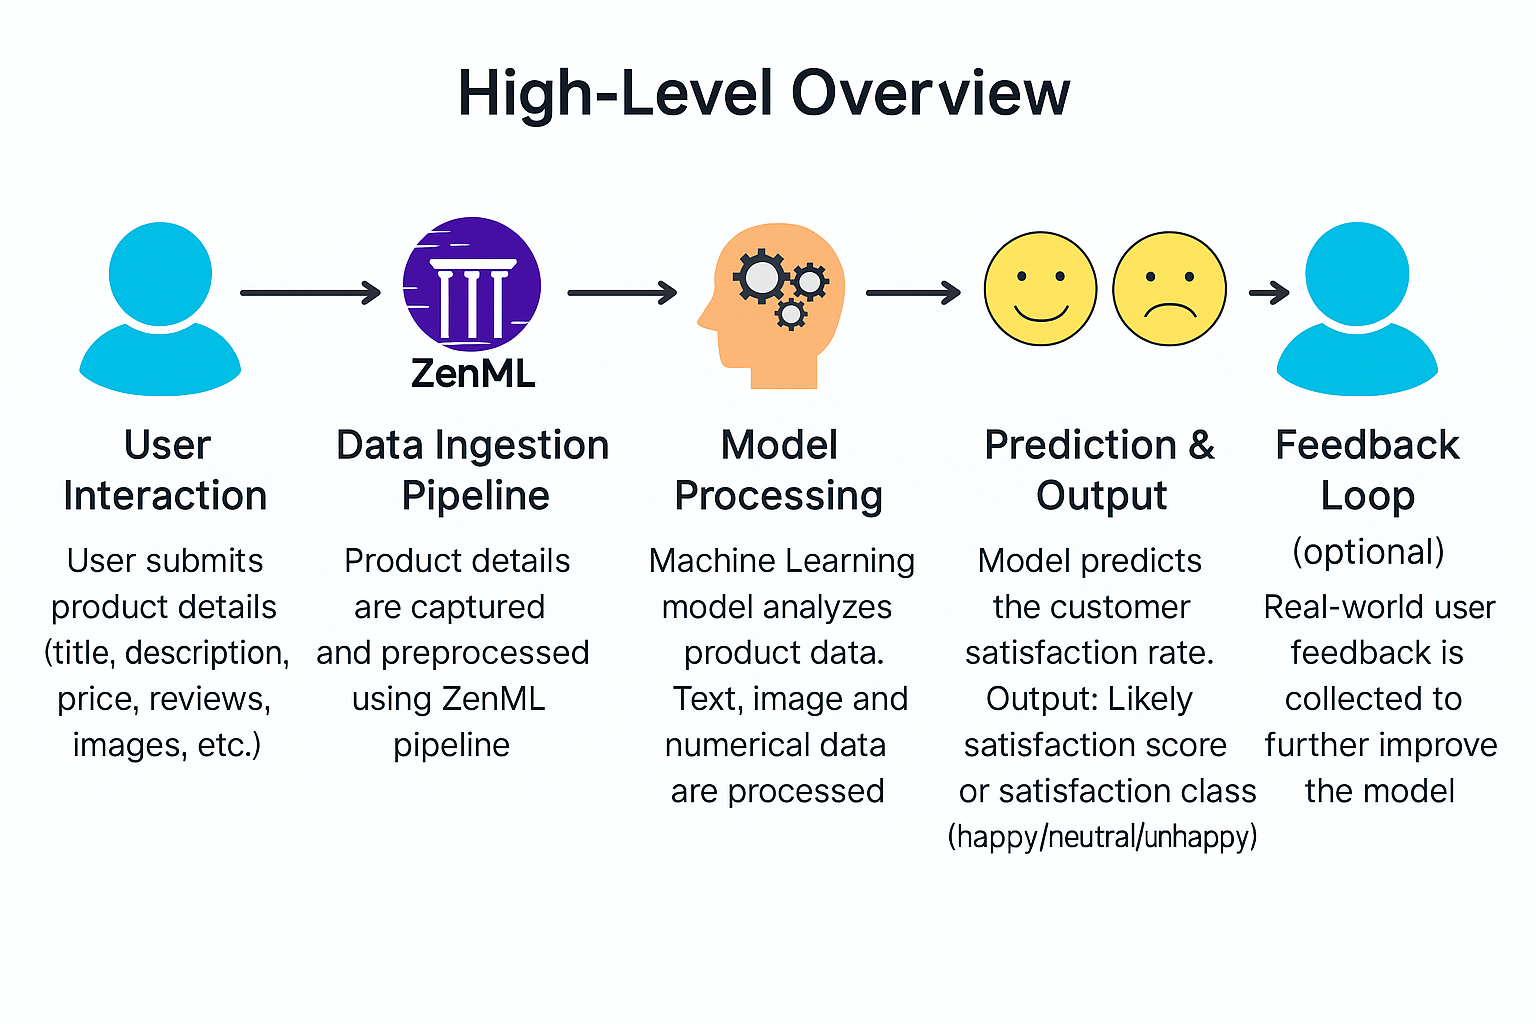 High-Level Overview
ZenML
User
Interaction
User submits
product details
(title, description,
price, reviews,
images, etc.)
Data Ingestion
Pipeline
Product details
are captured
and preprocessed
using ZenML
pipeline
Model
Processing
Machine Learning
model analyzes
product data.
Text, image and
numerical data
are processed
Prediction &
Output
Model predicts
the customer
satisfaction rate.
Output: Likely
satisfaction score
or satisfaction class
(happy/neutral/unhappy)
Feedback
Loop
(optional)
Real-world user
feedback is
collected to
further improve
the model